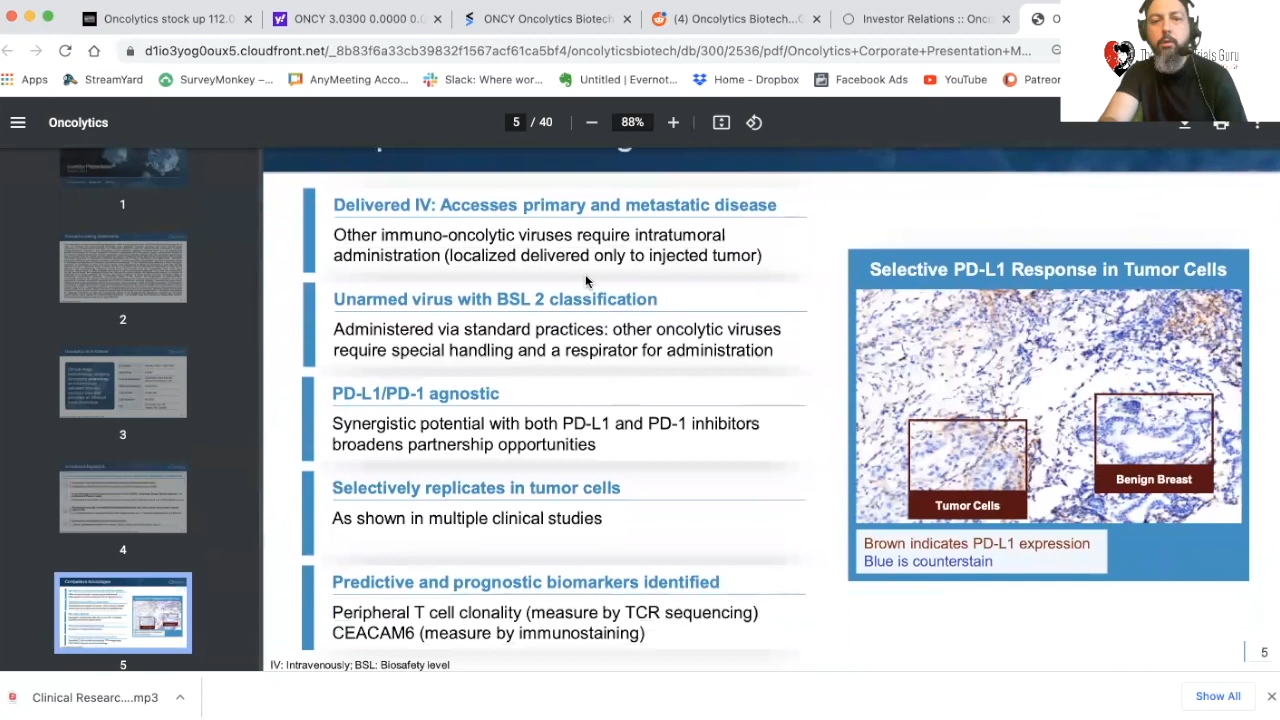 Oncolytics stock up 112.0
ONCY 3.0300 0.0000 0.0
ONCY Oncolytics Biotech
(4) Oncolytics Biotech...
Investor Relations :: Onc
O
d1io3yog0oux5.cloudfront.net/_8b83f6a33cb39832f1567acf61ca5bf4/oncolyticsbiotech/db/300/2536/pdf/Oncolytics+Corporate+Presentation+M...
Apps
StreamYard
SurveyMonkey –...
AnyMeeting Acco...
Slack: Where wor...
Untitled | Evernot...
Home - Dropbox
Facebook Ads
YouTube
Patreon
Oncolytics
5 / 40
88%
1
2
3
4
5
Delivered IV: Accesses primary and metastatic disease
Other immuno-oncolytic viruses require intratumoral
administration (localized delivered only to injected tumor)
Unarmed virus with BSL 2 classification
Administered via standard practices: other oncolytic viruses
require special handling and a respirator for administration
PD-L1/PD-1 agnostic
Synergistic potential with both PD-L1 and PD-1 inhibitors
broadens partnership opportunities
Selectively replicates in tumor cells
As shown in multiple clinical studies
Predictive and prognostic biomarkers identified
Peripheral T cell clonality (measure by TCR sequencing)
CEACAM6 (measure by immunostaining)
IV: Intravenously; BSL: Biosafety level
Selective PD-L1 Response in Tumor Cells
Tumor Cells
Benign Breast
Brown indicates PD-L1 expression
Blue is counterstain
5
Clinical Researc....mp3
Show All